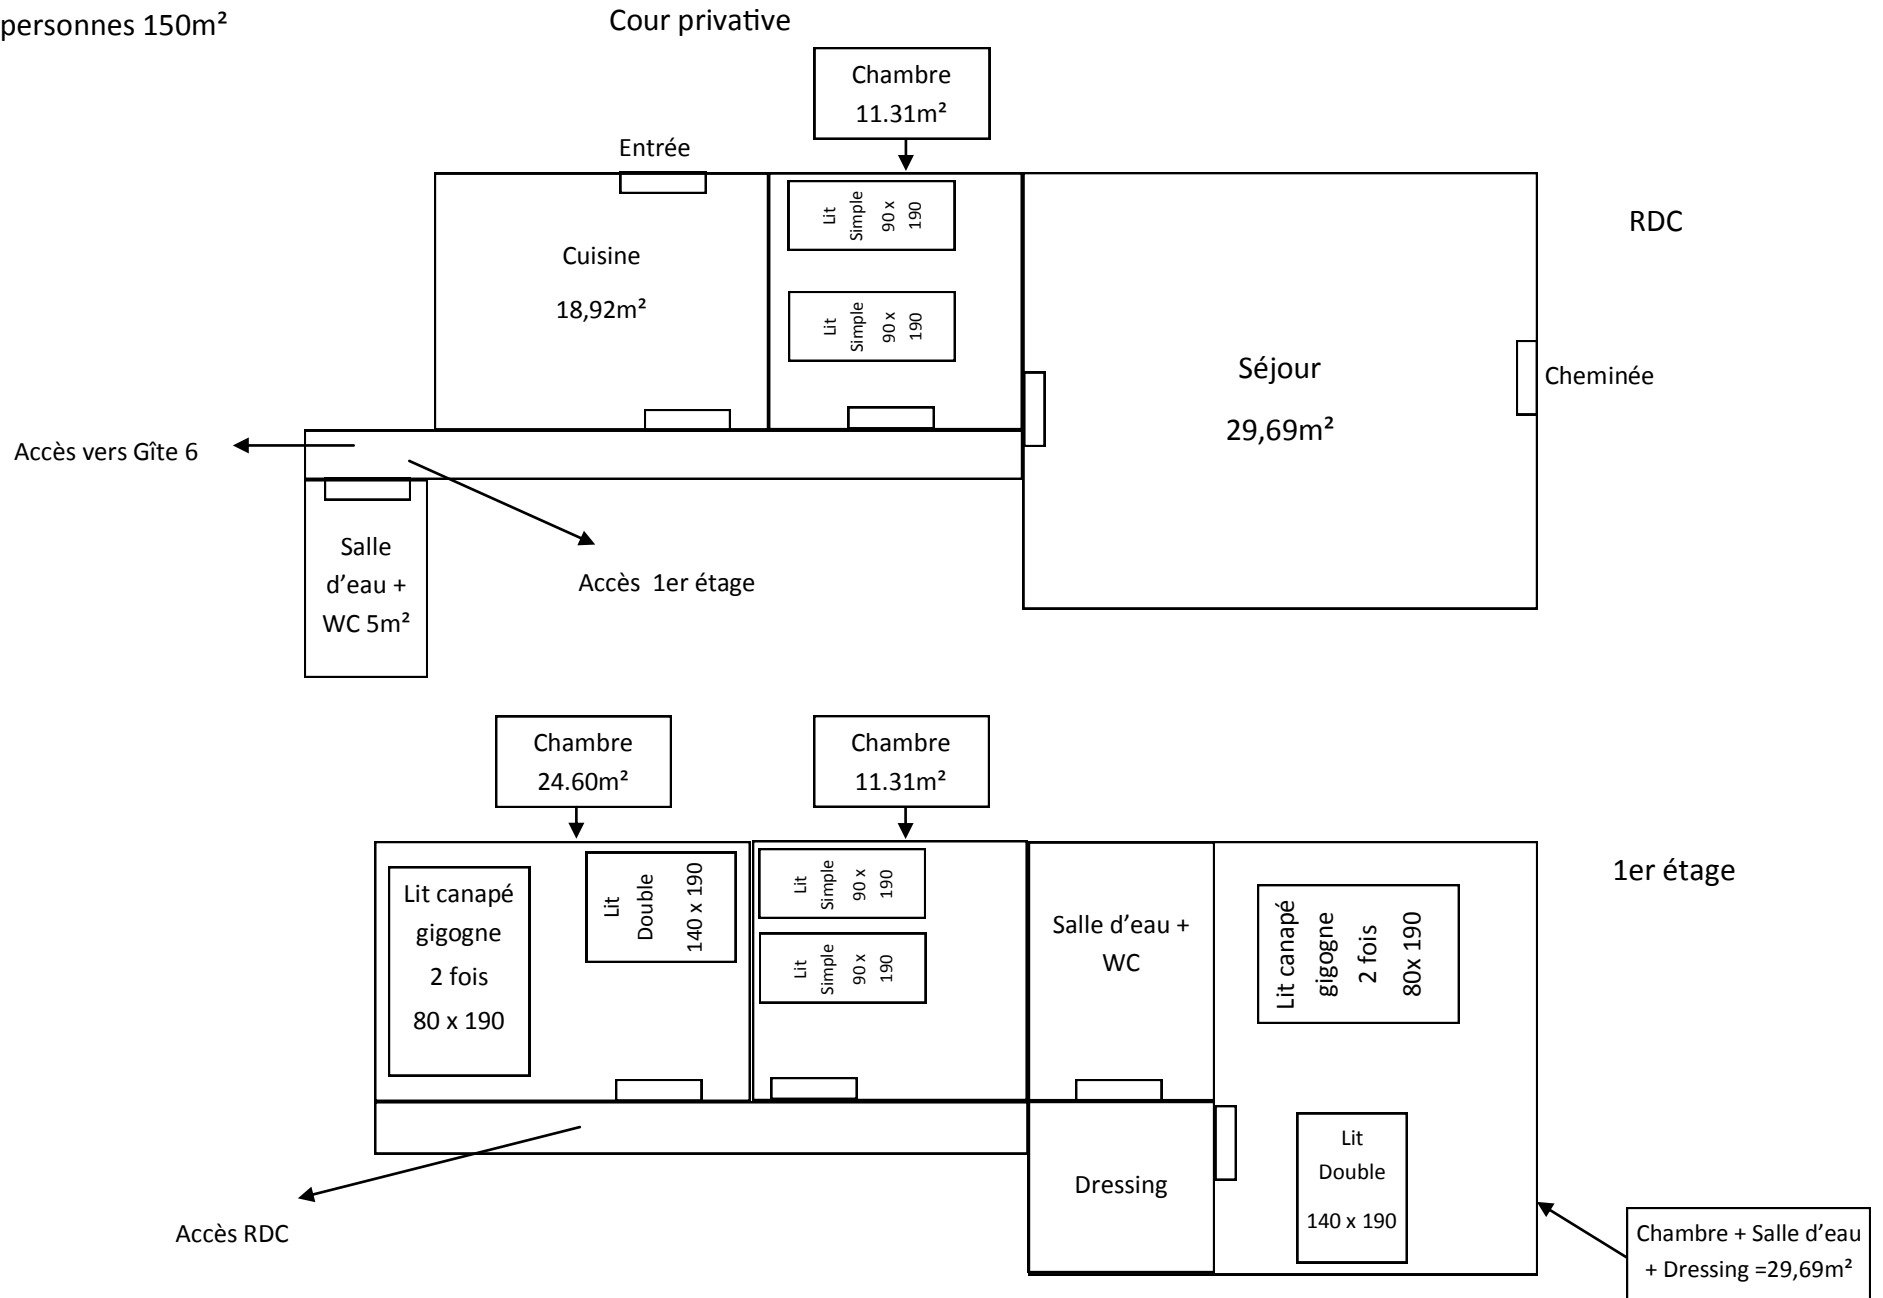 personnes 150m²
Cour privative
Chambre
11.31m²
Entrée
RDC
Lit
Simple
90 x
190
Cuisine
18,92m²
Lit
Simple
90 x
190
Séjour
29,69m²
Cheminée
Accès vers Gîte 6
Salle
d’eau +
WC 5m²
Accès  1er étage
Chambre
24.60m²
Chambre
11.31m²
1er étage
Lit canapé
gigogne
2 fois
80 x 190
Lit
Double
140 x 190
Lit
Simple
90 x
190
Lit
Simple
90 x
190
Salle d’eau +
WC
Lit canapé
gigogne
2 fois
80x 190
Dressing
Lit
Double
140 x 190
Accès RDC
Chambre + Salle d’eau
+ Dressing =29,69m²